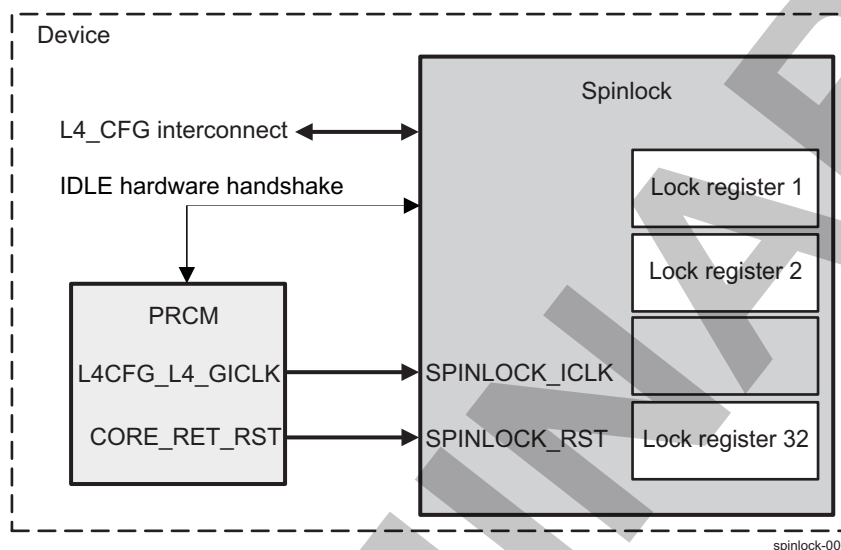 Device
Spinlock
L4_CFG interconnect
IDLE hardware handshake
Lock register 1
Lock register 2
PRCM
L4CFG_L4_GICLK
SPINLOCK_ICLK
CORE_RET_RST
SPINLOCK_RST
Lock register 32
spinlock-00